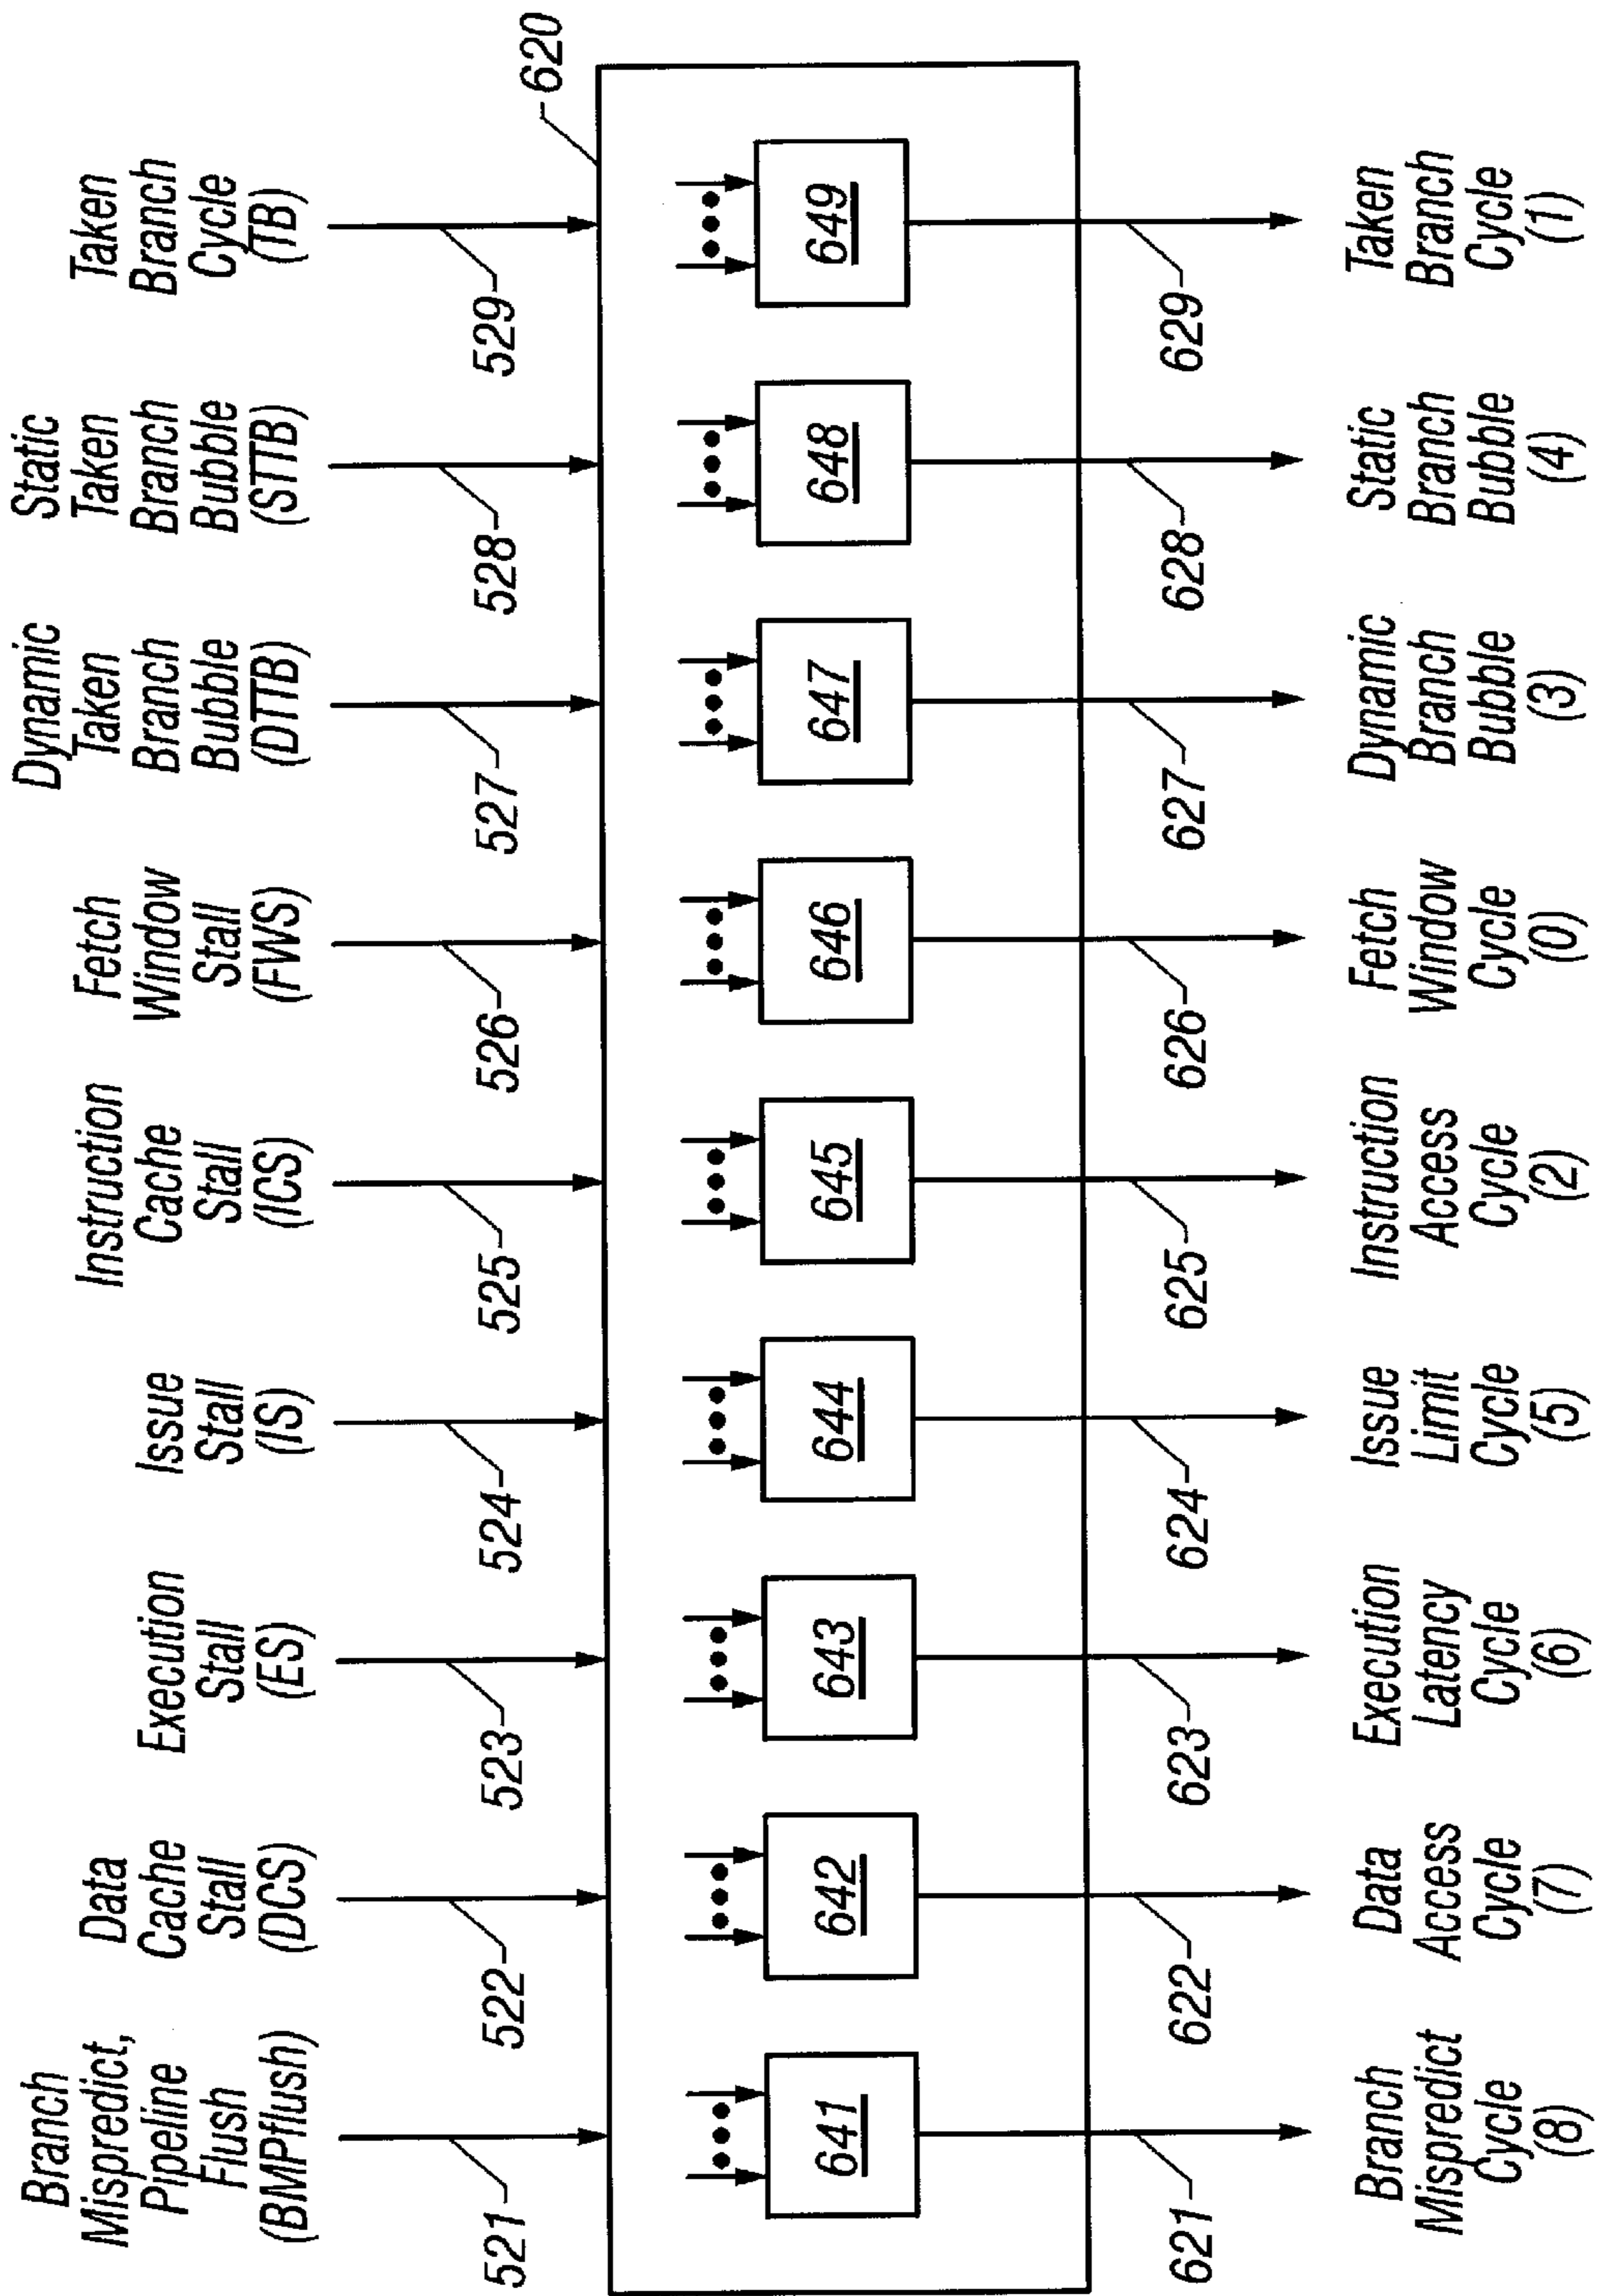 Branch
Mispredict,
Pipeline
Flush
(BMPflush)
Data
Cache
Stall
(DCS)
Execution
Stall
(ES)
Issue
Stall
(IS)
Instruction
Cache
Stall
(ICS)
Fetch
Window
Stall
(FWS)
Dynamic
Taken
Branch
Bubble
(DTTB)
Static
Taken
Branch
Bubble
(STTB)
Taken
Branch
Cycle
(TB)
521
522
523
524
525
526
527
528
529
620
641
642
643
644
645
646
647
648
649
621
622
623
624
625
626
627
628
629
Branch
Mispredict
Cycle
(8)
Data
Access
Cycle
(7)
Execution
Latency
Cycle
(6)
Issue
Limit
Cycle
(5)
Instruction
Access
Cycle
(2)
Fetch
Window
Cycle
(0)
Dynamic
Branch
Bubble
(3)
Static
Branch
Bubble
(4)
Taken
Branch
Cycle
(1)